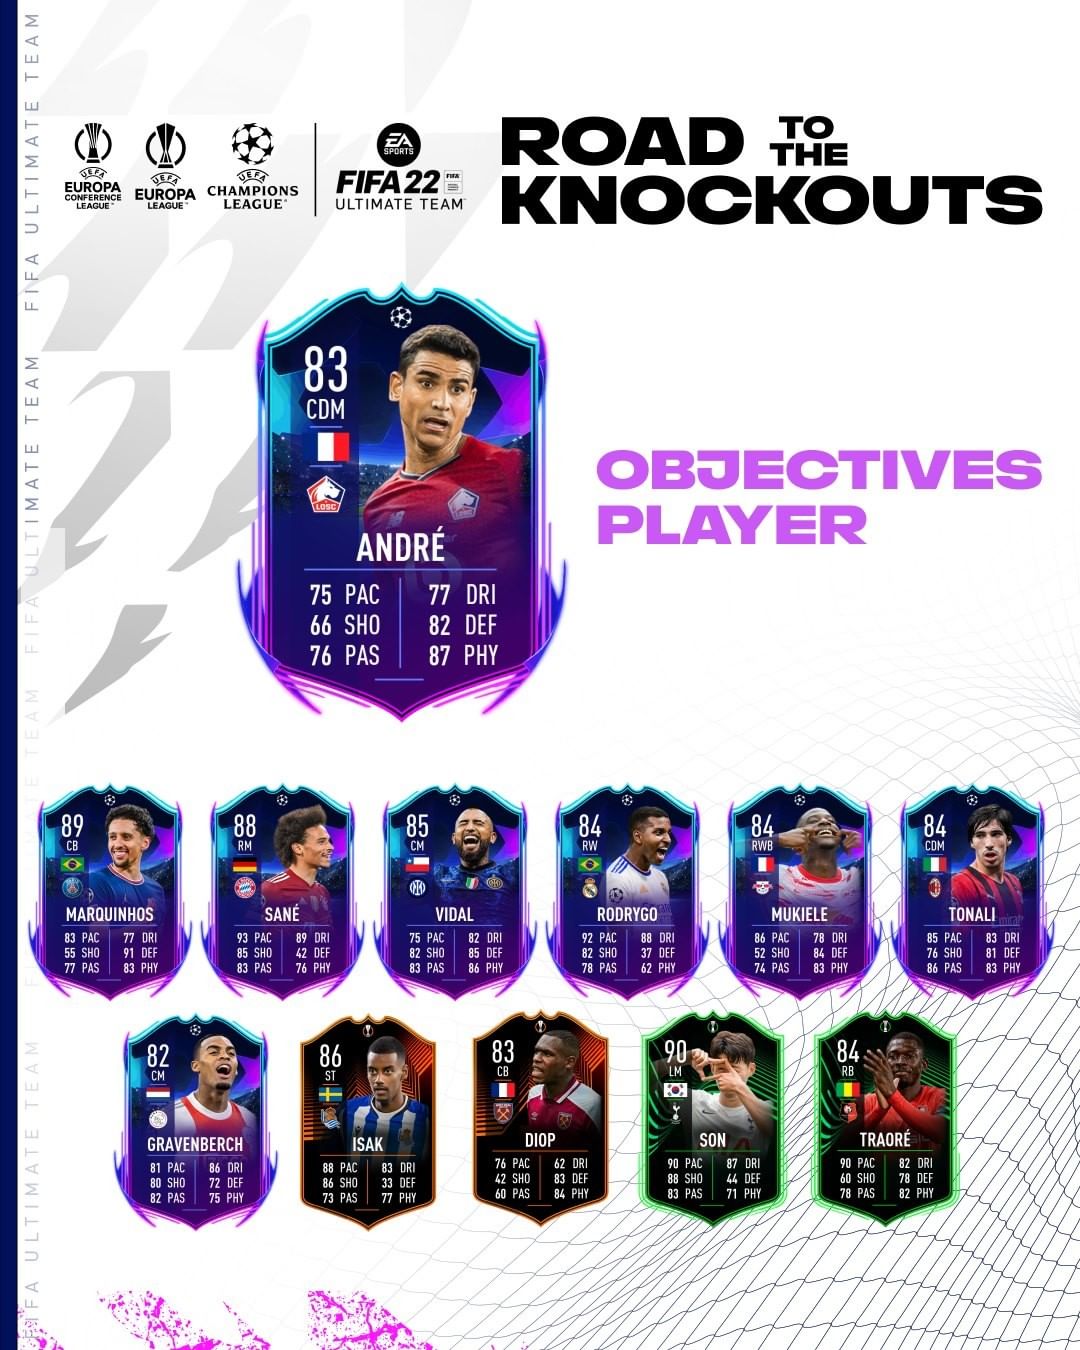 FIFA ULTIMATE TEAM
FIFA ULTIMATE TEAM
FIFA ULTIMATE TEAM
FIFA ULTIMATE TEAM
UEFA
EUROPA
CONFERENCE
LEAGUE™
UEFA
EUROPA
LEAGUE™
UEFA
CHAMPIONS
LEAGUE®
EA
SPORTS
FIFA 22
FIFA
ULTIMATE TEAM™
ROAD TO THE
KNOCKOUTS
83
CDM
LOSC
ANDRÉ
75 PAC 77 DRI
66 SHO 82 DEF
76 PAS 87 PHY
OBJECTIVES
PLAYER
89
CB
MARQUINHOS
83 PAC 77 DRI
55 SHO 91 DEF
77 PAS 83 PHY
88
RM
SANÉ
93 PAC 89 DRI
85 SHO 42 DEF
83 PAS 76 PHY
85
CM
VIDAL
75 PAC 82 DRI
82 SHO 85 DEF
83 PAS 86 PHY
84
RW
RODRYGO
92 PAC 88 DRI
82 SHO 37 DEF
78 PAS 62 PHY
84
RWB
MUKIELE
86 PAC 78 DRI
52 SHO 84 DEF
74 PAS 83 PHY
84
CDM
TONALI
85 PAC 83 DRI
76 SHO 81 DEF
86 PAS 83 PHY
82
CM
GRAVENBERCH
81 PAC 86 DRI
80 SHO 72 DEF
82 PAS 75 PHY
86
ST
ISAK
88 PAC 83 DRI
86 SHO 33 DEF
73 PAS 77 PHY
83
CB
DIOP
76 PAC 62 DRI
42 SHO 83 DEF
60 PAS 84 PHY
90
LM
SON
90 PAC 87 DRI
88 SHO 44 DEF
83 PAS 71 PHY
84
RB
TRAORÉ
90 PAC 82 DRI
60 SHO 78 DEF
78 PAS 82 PHY